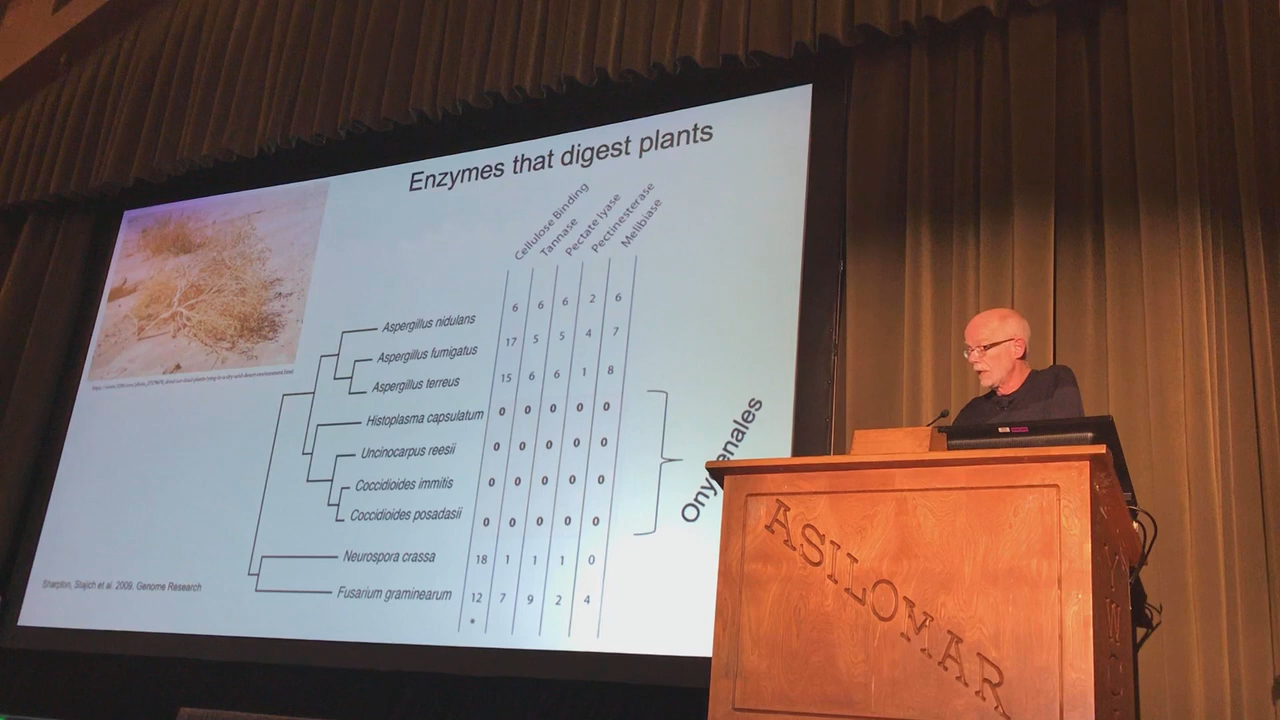 Enzymes that digest plants
Cellulose Binding
Tannase
Pectate lyase
Pectinesterase
Melibiase
Aspergillus nidulans 6 6 6 2 6
Aspergillus fumigatus 17 5 5 4 7
Aspergillus terreus 15 6 6 1 8
Histoplasma capsulatum 0 0 0 0 0
Uncinocarpus reesii 0 0 0 0 0
Coccidioides immitis 0 0 0 0 0
Coccidioides posadasii 0 0 0 0 0
Neurospora crassa 18 1 1 1 0
Fusarium graminearum 12 7 9 2 4
*
Sharpton, Stajich et al. 2009. Genome Research
ASILOMAR